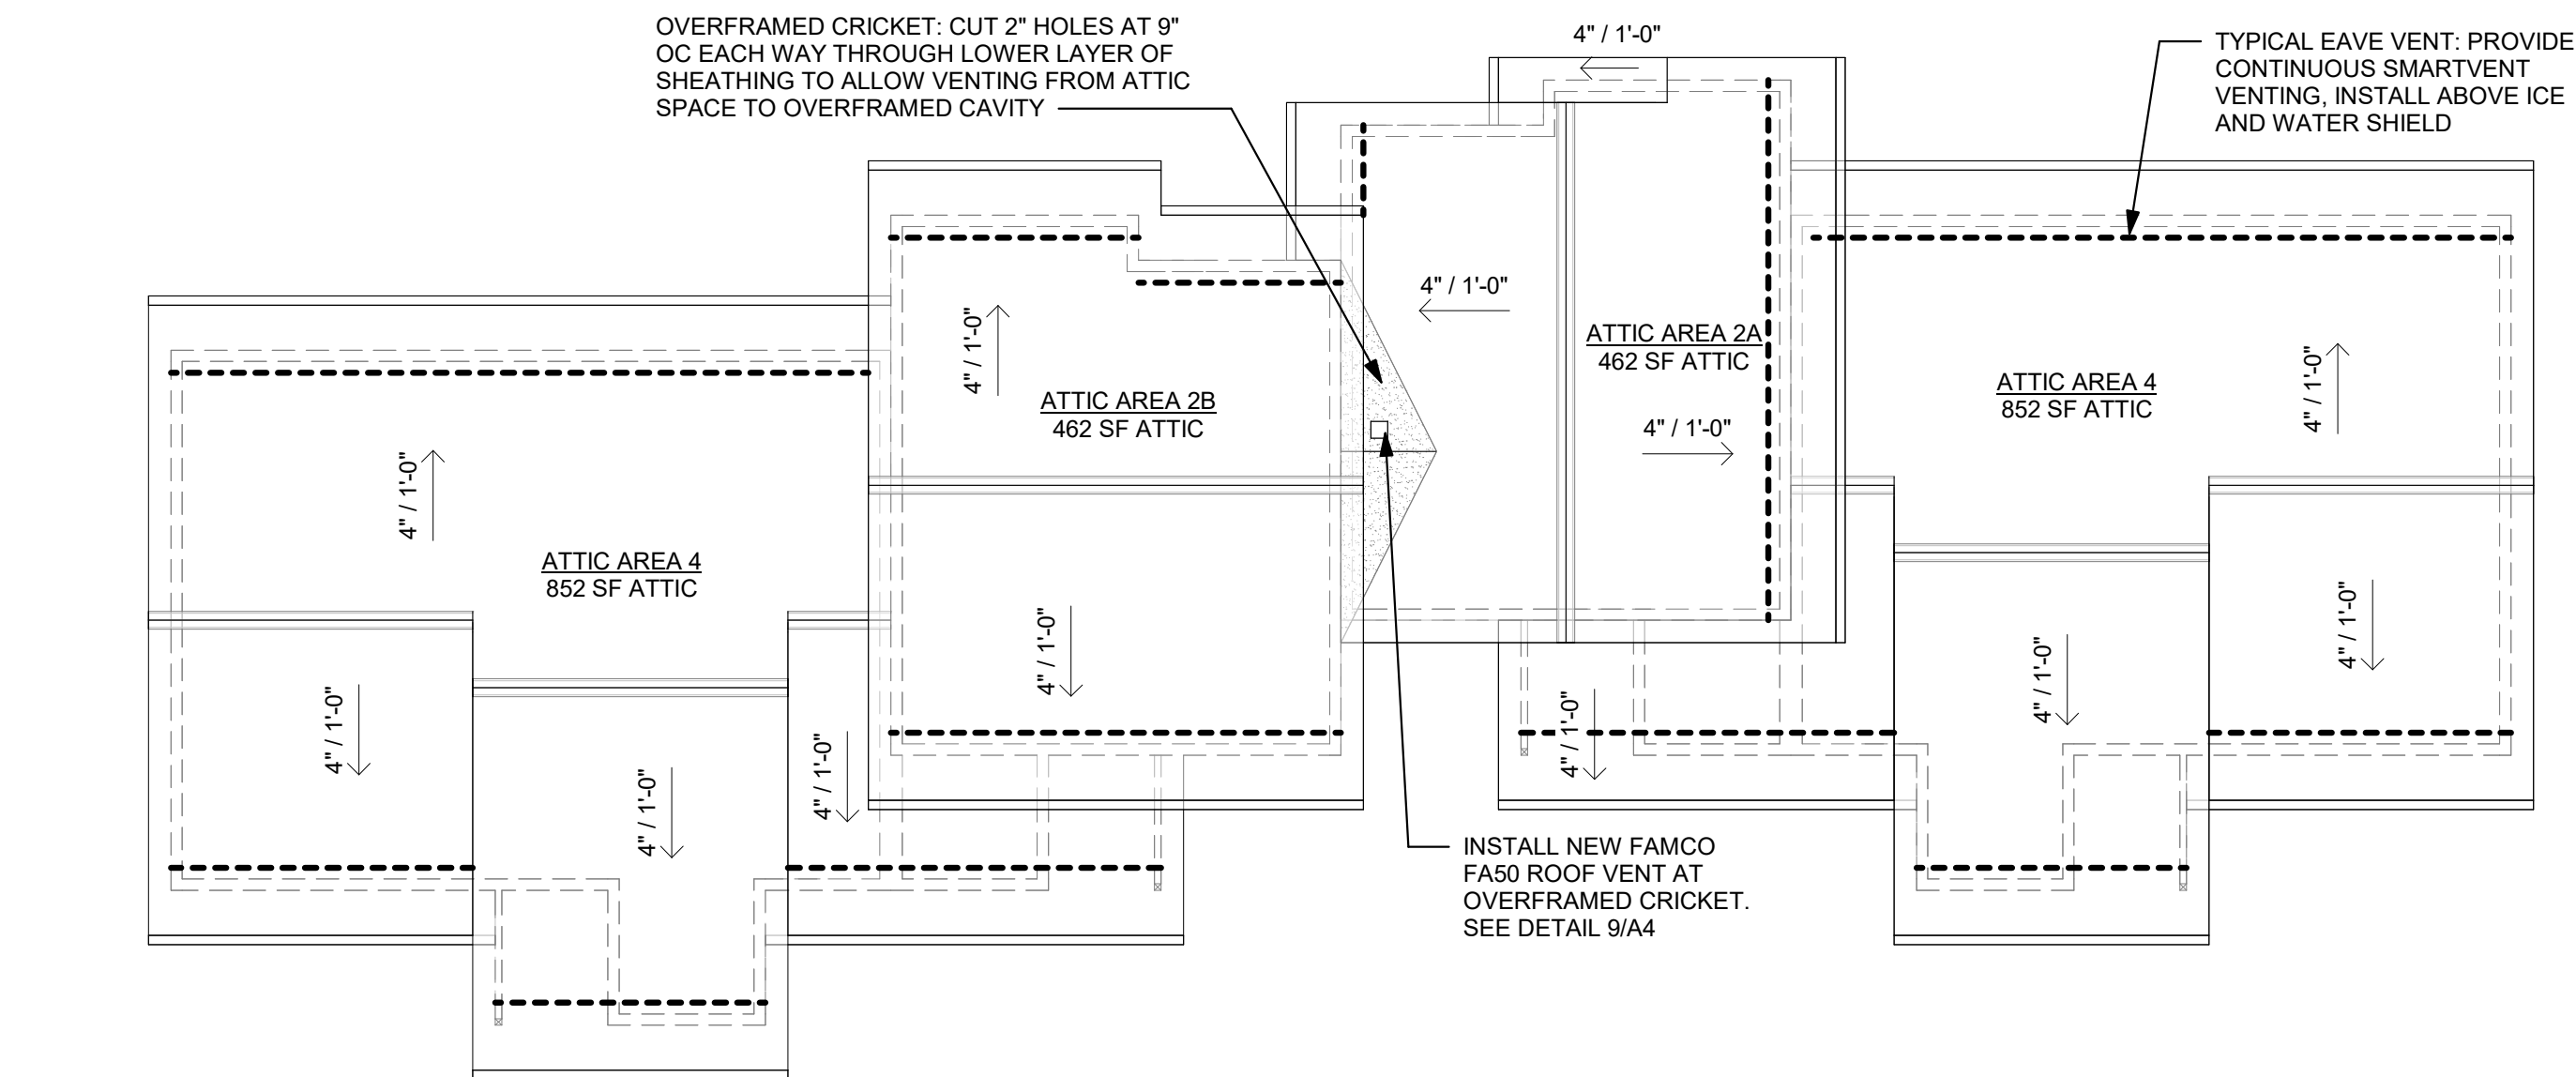 OVERFRAMED CRICKET: CUT 2" HOLES AT 9"
OC EACH WAY THROUGH LOWER LAYER OF
SHEATHING TO ALLOW VENTING FROM ATTIC
SPACE TO OVERFRAMED CAVITY
4" / 1'-0"
TYPICAL EAVE VENT: PROVIDE
CONTINUOUS SMARTVENT
VENTING, INSTALL ABOVE ICE
AND WATER SHIELD
4" / 1'-0"
4" / 1'-0"
ATTIC AREA 2A
462 SF ATTIC
4" / 1'-0"
ATTIC AREA 2B
462 SF ATTIC
ATTIC AREA 4
852 SF ATTIC
4" / 1'-0"
4" / 1'-0"
ATTIC AREA 4
852 SF ATTIC
4" / 1'-0"
4" / 1'-0"
4" / 1'-0"
4" / 1'-0"
4" / 1'-0"
4" / 1'-0"
4" / 1'-0"
4" / 1'-0"
INSTALL NEW FAMCO
FA50 ROOF VENT AT
OVERFRAMED CRICKET.
SEE DETAIL 9/A4